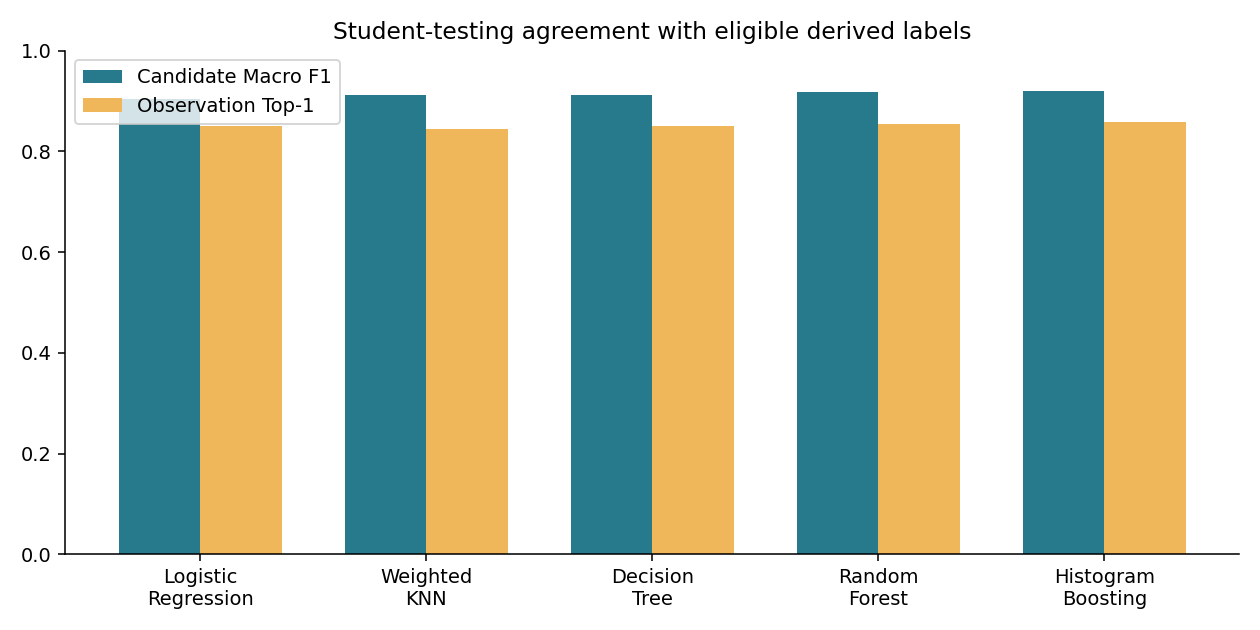 Student-testing agreement with eligible derived labels
Candidate Macro F1
Observation Top-1
1.0
0.8
0.6
0.4
0.2
0.0
Logistic
Regression
Weighted
KNN
Decision
Tree
Random
Forest
Histogram
Boosting